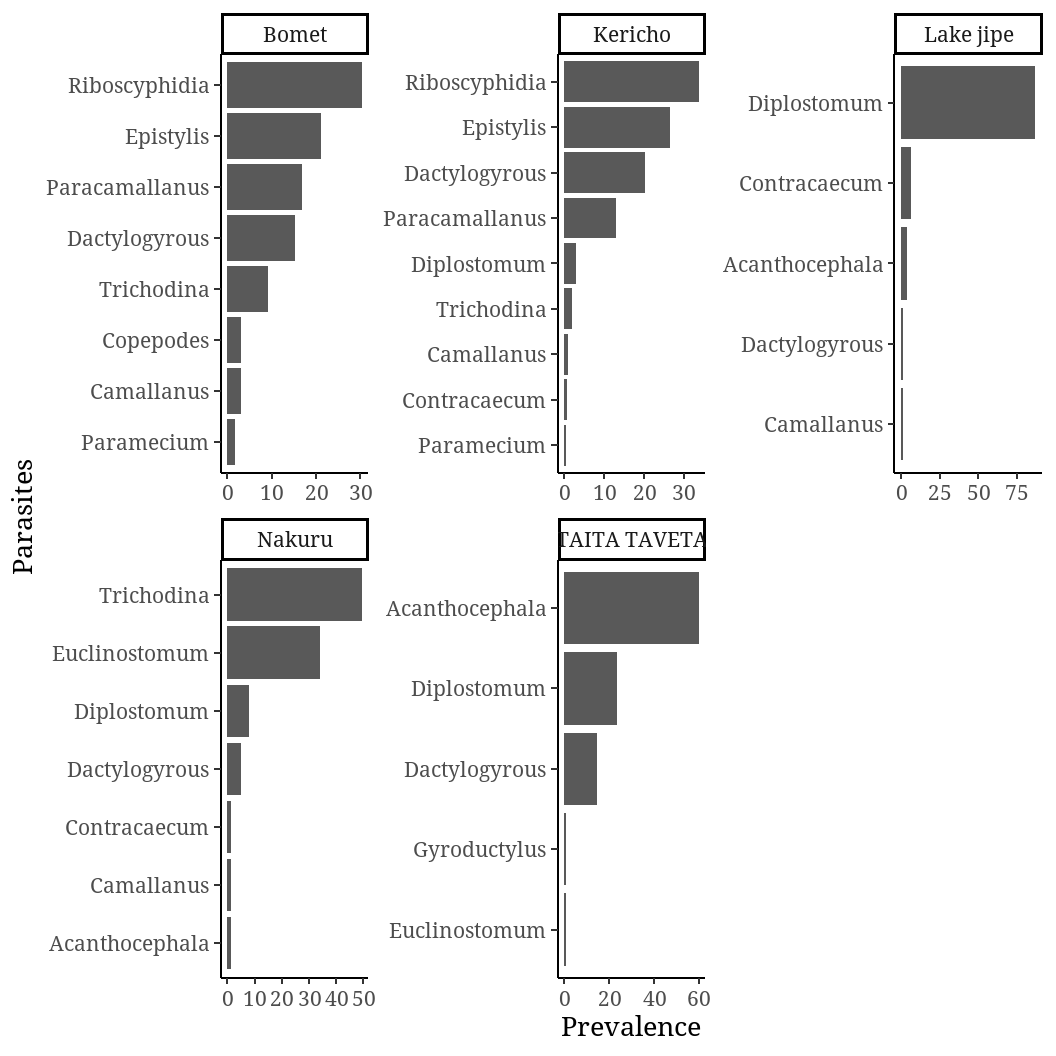 Bomet
Riboscyphidia
Epistylis
Paracamallanus
Dactylogyrous
Trichodina
Copepodes
Camallanus
Paramecium
0 10 20 30
Kericho
Riboscyphidia
Epistylis
Dactylogyrous
Paracamallanus
Diplostomum
Trichodina
Camallanus
Contracaecum
Paramecium
0 10 20 30
Lake jipe
Diplostomum
Contracaecum
Acanthocephala
Dactylogyrous
Camallanus
0 25 50 75
Parasites
Nakuru
Trichodina
Euclinostomum
Diplostomum
Dactylogyrous
Contracaecum
Camallanus
Acanthocephala
0 10 20 30 40 50
TAITA TAVETA
Acanthocephala
Diplostomum
Dactylogyrous
Gyroductylus
Euclinostomum
0 20 40 60
Prevalence